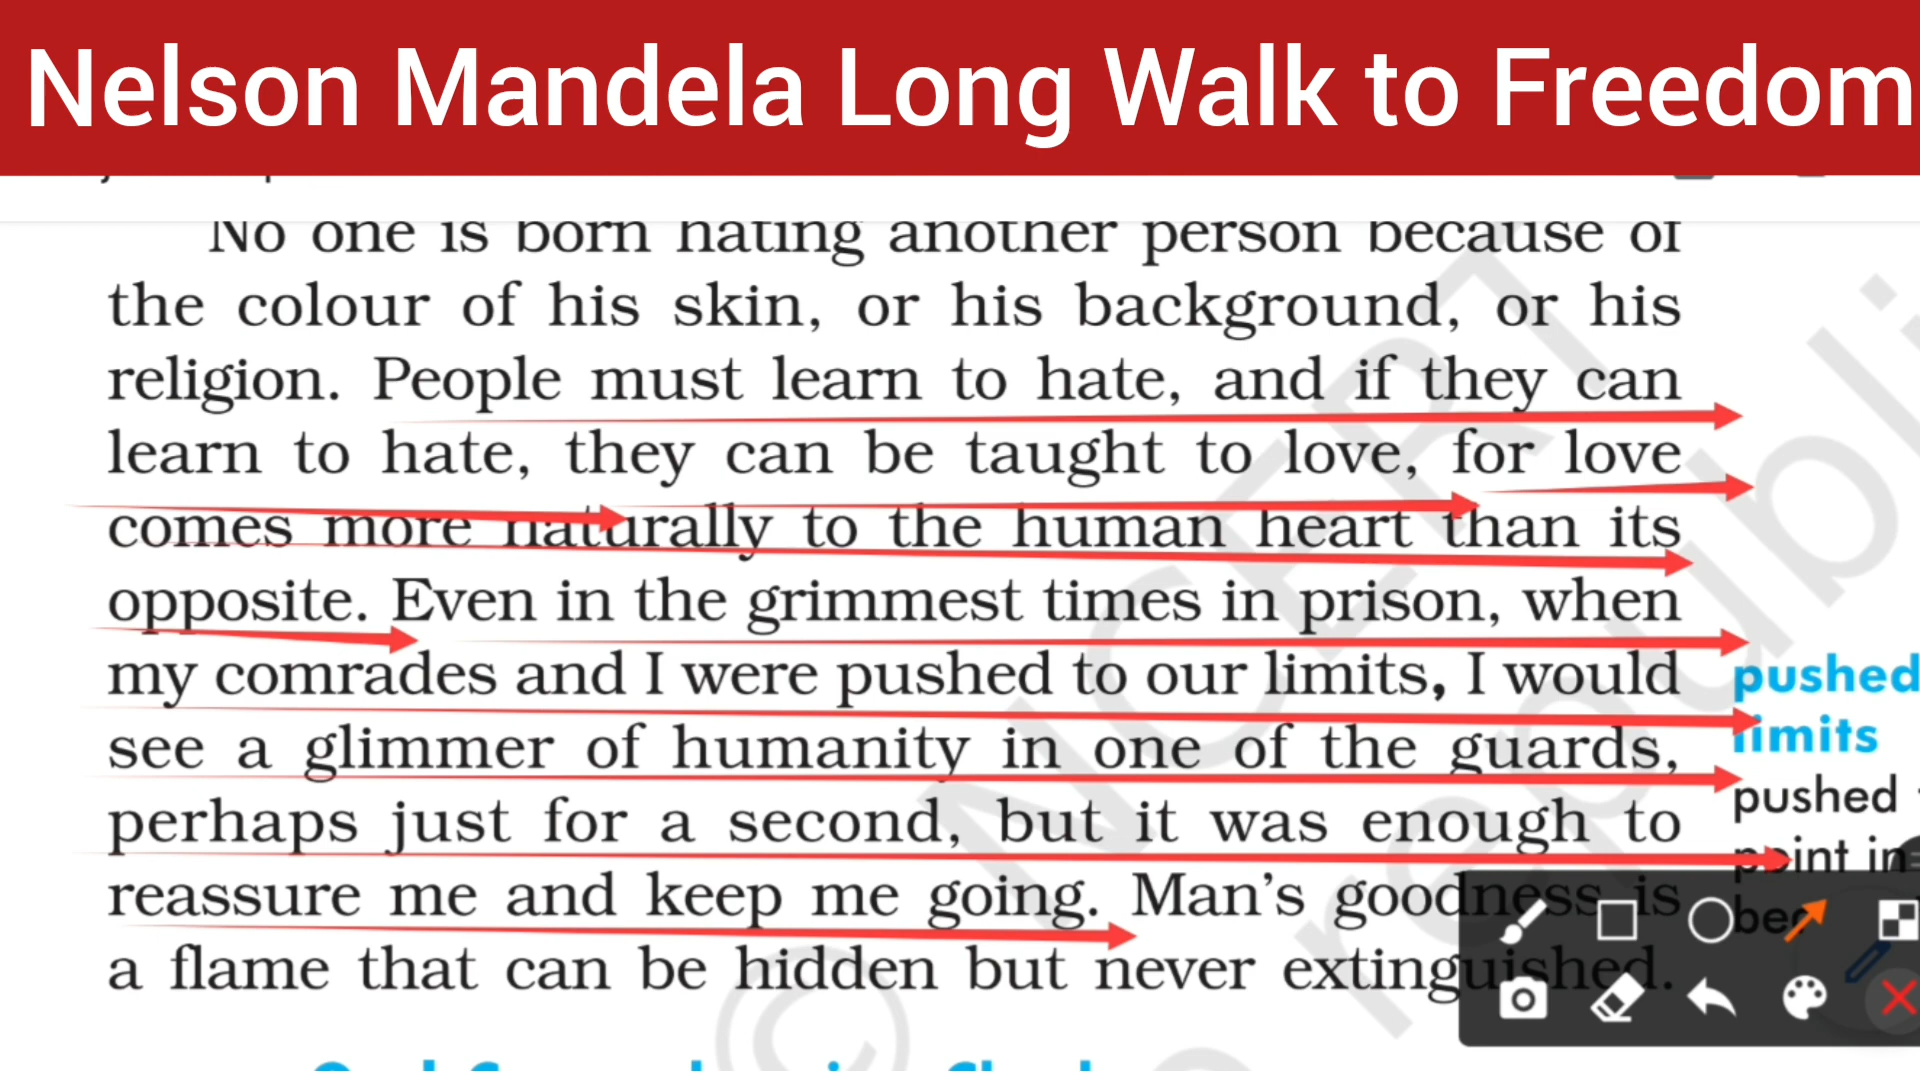 Nelson Mandela Long Walk to Freedom
No one is born hating another person because of
the colour of his skin, or his background, or his
religion. People must learn to hate, and if they can
learn to hate, they can be taught to love, for love
comes more naturally to the human heart than its
opposite. Even in the grimmest times in prison, when
my comrades and I were pushed to our limits, I would
see a glimmer of humanity in one of the guards,
perhaps just for a second, but it was enough to
reassure me and keep me going. Man's goodness is
a flame that can be hidden but never extinguished.
pushed
limits
pushed
point in
© NCERT
republi